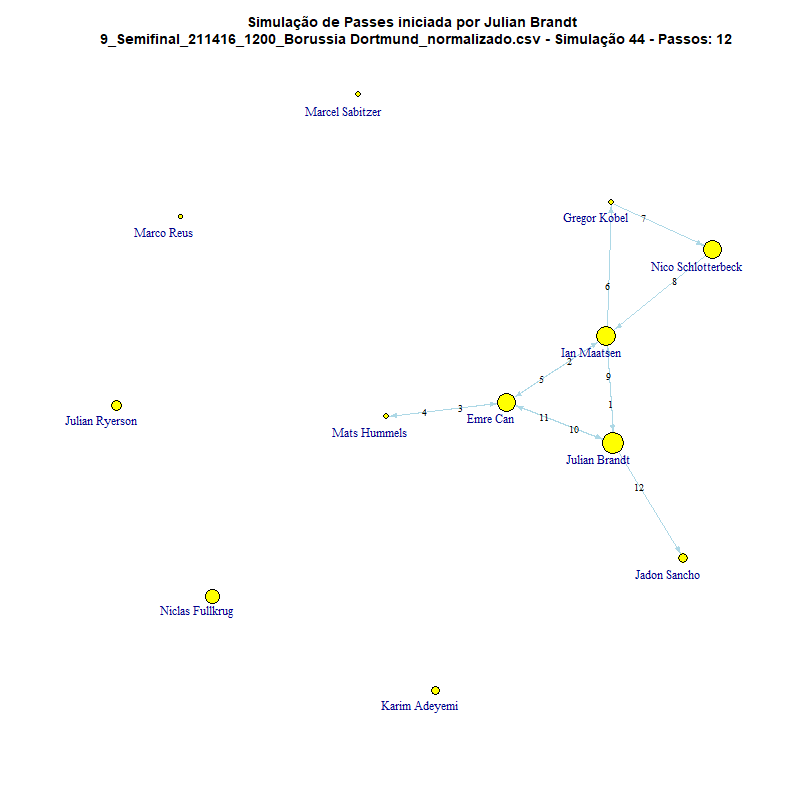 Simulação de Passes iniciada por Julian Brandt
9_Semifinal_211416_1200_Borussia Dortmund_normalizado.csv - Simulação 44 - Passos: 12
Marcel Sabitzer
Gregor Kobel
7
Marco Reus
Nico Schlotterbeck
8
6
Ian Maatsen
2
9
5
1
3
4
Julian Ryerson
Emre Can
11
10
Mats Hummels
Julian Brandt
12
Jadon Sancho
Niclas Fullkrug
Karim Adeyemi